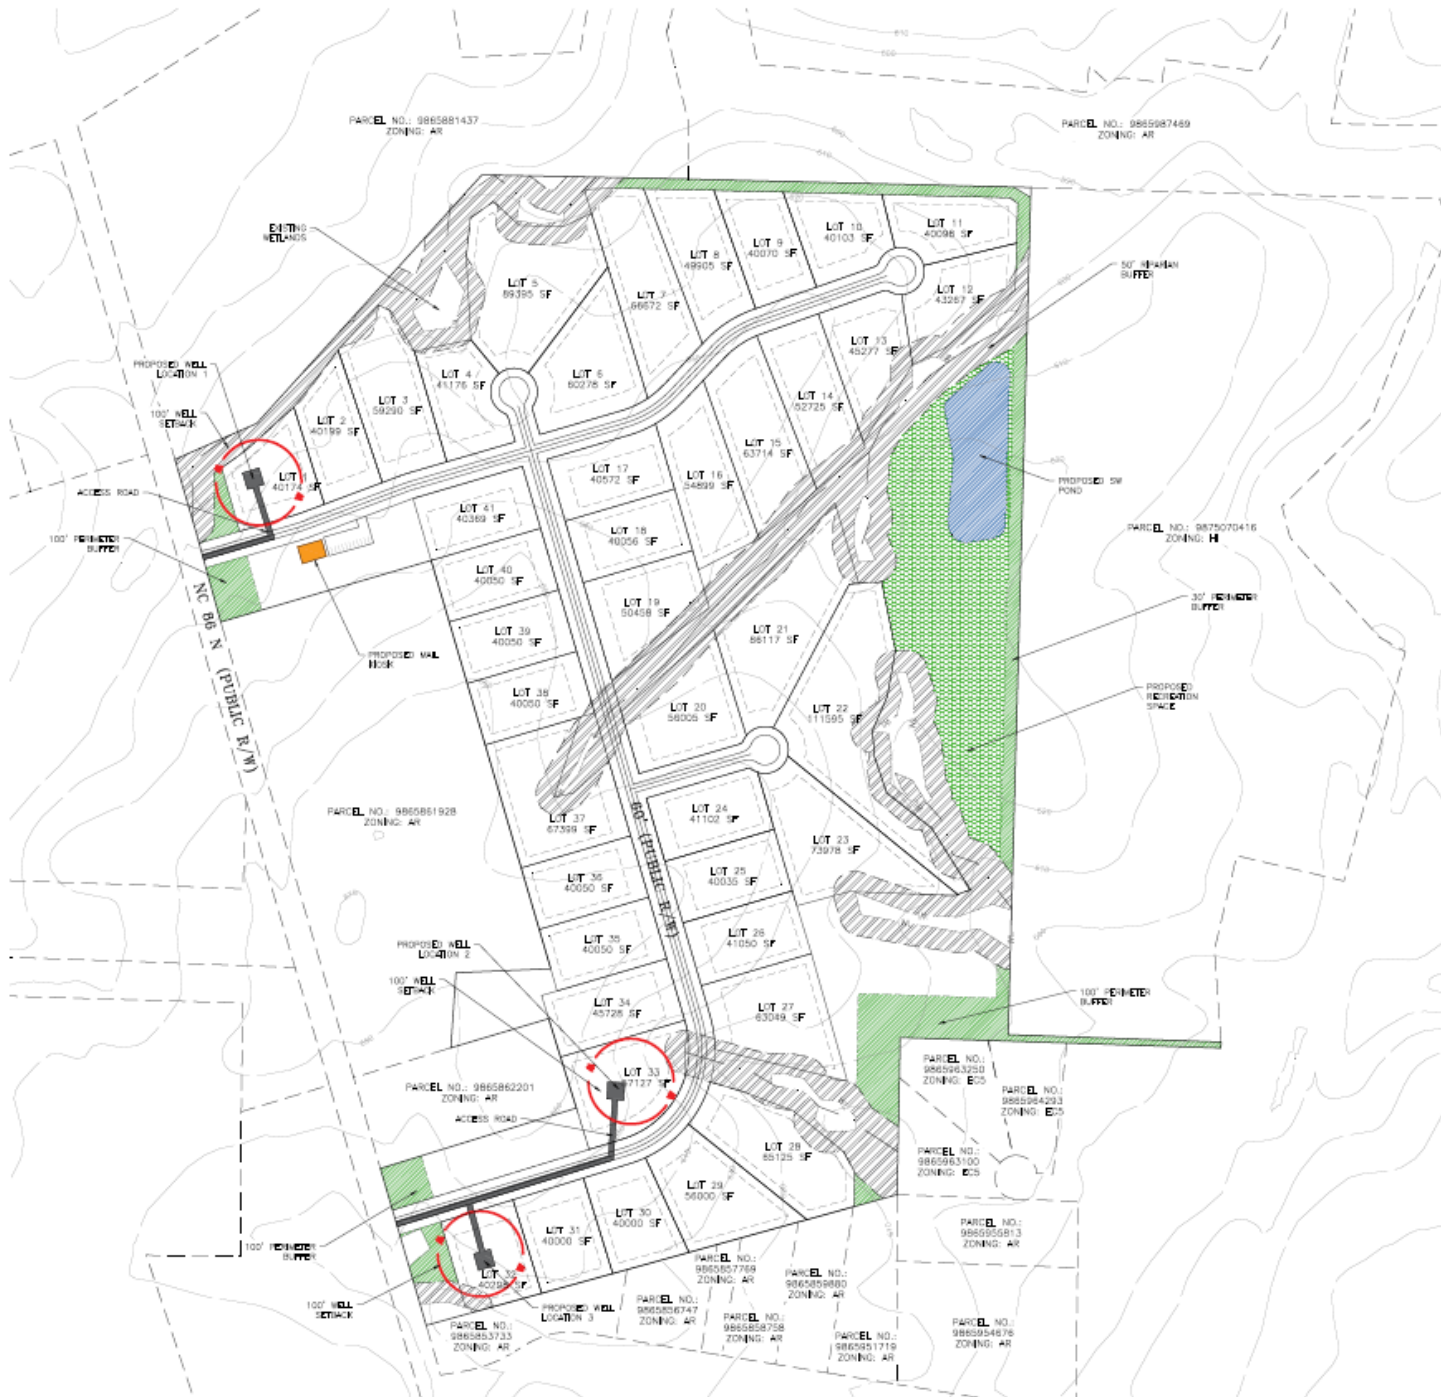 PARCEL NO.: 9865881437
ZONING: AR
PARCEL NO.: 9865987469
ZONING: AR
EXISTING
WETLANDS
50' RIPARIAN
BUFFER
LOT 11
40098 SF
LOT 10
40103 SF
LOT 9
40070 SF
LOT 8
49905 SF
LOT 7
66672 SF
LOT 5
89395 SF
LOT 12
43267 SF
LOT 13
45277 SF
LOT 6
60278 SF
LOT 4
41176 SF
LOT 3
59290 SF
LOT 2
40199 SF
LOT 14
52725 SF
LOT 15
63714 SF
LOT 16
54899 SF
LOT 17
40572 SF
PROPOSED WELL
LOCATION 1
100' WELL
SETBACK
LOT 1
40174 SF
ACCESS ROAD
100' PERIMETER
BUFFER
PROPOSED SW
POND
PARCEL NO.: 9875070416
ZONING: HI
LOT 41
40369 SF
LOT 18
40056 SF
LOT 40
40050 SF
LOT 19
50458 SF
LOT 39
40050 SF
LOT 21
86117 SF
30' PERIMETER
BUFFER
PROPOSED MAIL
KIOSK
NC 86 N (PUBLIC R/W)
LOT 38
40050 SF
LOT 20
56005 SF
LOT 22
111595 SF
PROPOSED
RECREATION
SPACE
PARCEL NO.: 9865861928
ZONING: AR
LOT 37
67399 SF
60' (PUBLIC R/W)
LOT 24
41102 SF
LOT 23
73978 SF
LOT 36
40050 SF
LOT 25
40035 SF
LOT 35
40050 SF
LOT 26
41050 SF
PROPOSED WELL
LOCATION 2
100' WELL
SETBACK
LOT 34
45728 SF
LOT 27
63049 SF
100' PERIMETER
BUFFER
LOT 33
PARCEL NO.: 9865862201
ZONING: AR
ACCESS ROAD
PARCEL NO.:
9865963250
ZONING: EC5
PARCEL NO.:
9865964293
ZONING: EC5
LOT 28
65125 SF
PARCEL NO.:
9865963100
ZONING: EC5
LOT 29
56000 SF
LOT 30
40000 SF
LOT 31
40000 SF
PARCEL NO.:
9865955813
ZONING: AR
100' PERIMETER
BUFFER
LOT 32
100' WELL
SETBACK
PROPOSED WELL
LOCATION 3
PARCEL NO.:
9865857769
ZONING: AR
PARCEL NO.:
9865859880
ZONING: AR
PARCEL NO.:
9865856747
ZONING: AR
PARCEL NO.:
9865858758
ZONING: AR
PARCEL NO.:
9865853733
ZONING: AR
PARCEL NO.:
9865951719
ZONING: AR
PARCEL NO.:
9865954676
ZONING: AR